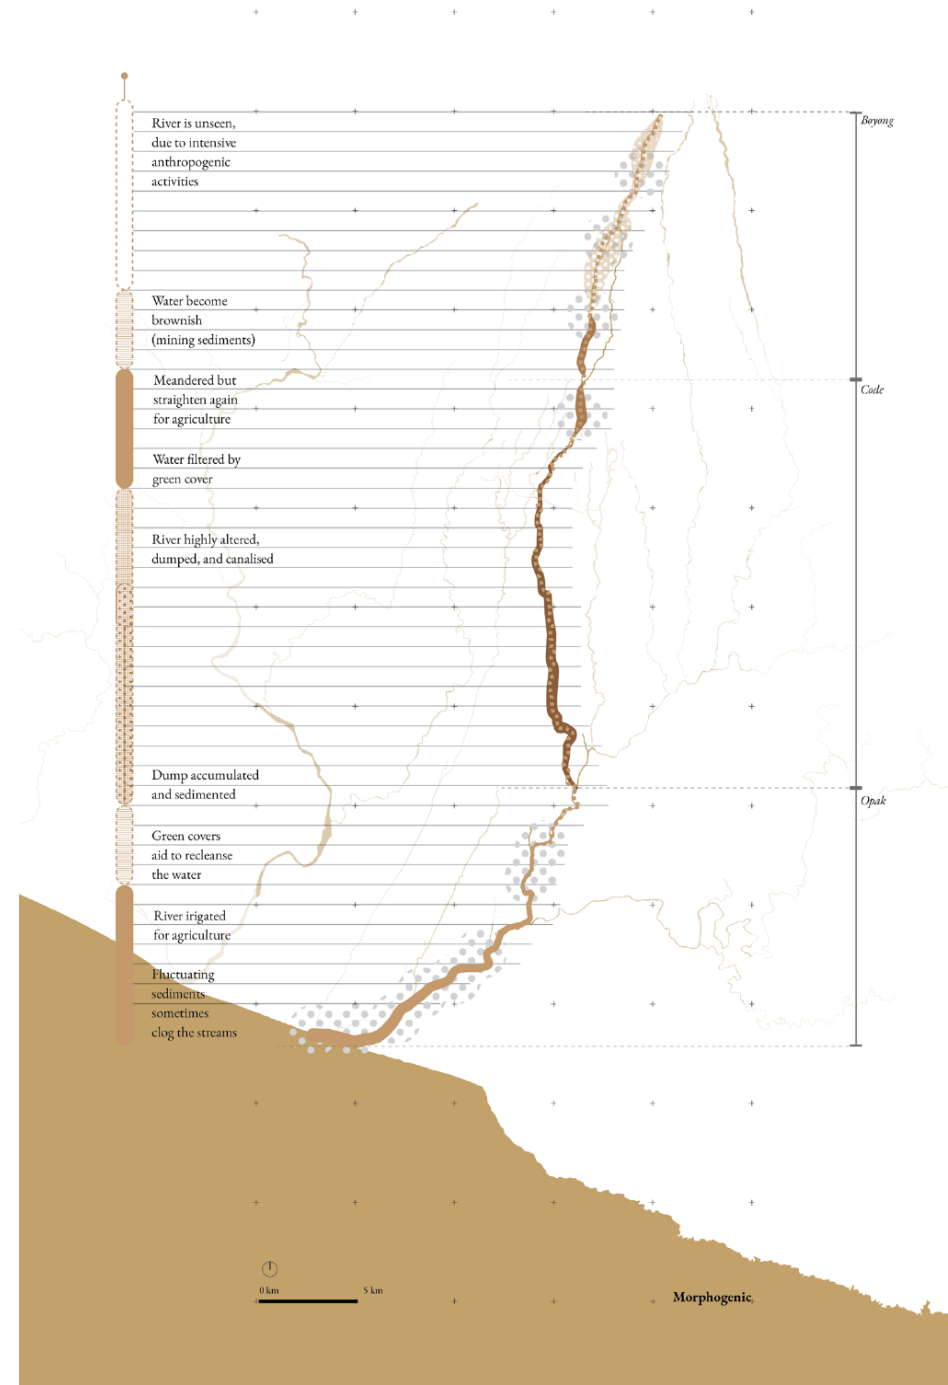 River is unseen,
due to intensive
anthropogenic
activities
Boyong
Water become
brownish
(mining sediments)
Meandered but
straighten again
for agriculture
Code
Water filtered by
green cover
River highly altered,
dumped, and canalised
Dump accumulated
and sedimented
Opak
Green covers
aid to recleanse
the water
River irigated
for agriculture
Fluctuating
sediments
sometimes
clog the streams
0 km
5 km
Morphogenic